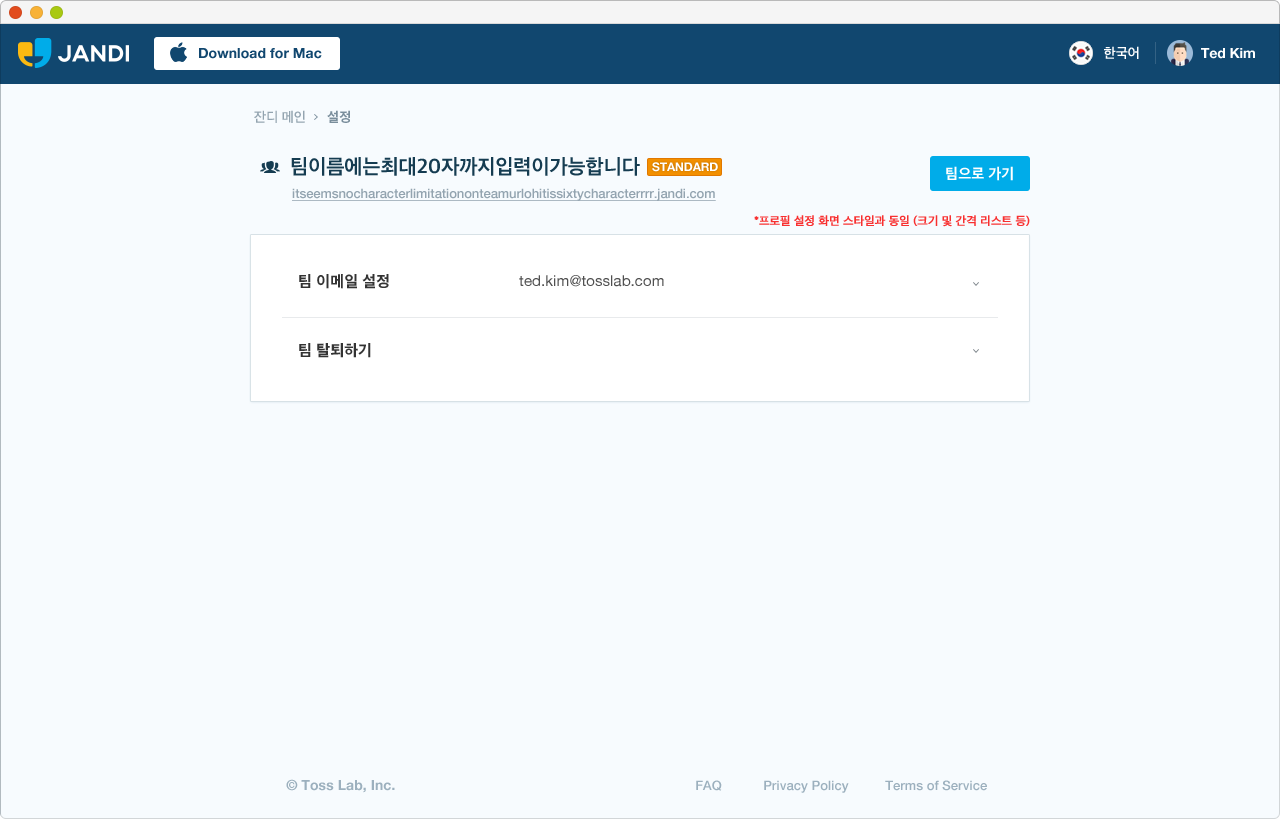 JANDI
Download for Mac
한국어
Ted Kim
잔디 메인 › 설정
팀이름에는최대20자까지입력이가능합니다 STANDARD
itseemsnocharacterlimitationonteamurlohitissixtycharacterrrr.jandi.com
팀으로 가기
*프로필 설정 화면 스타일과 동일 (크기 및 간격 리스트 등)
팀 이메일 설정 ted.kim@tosslab.com
팀 탈퇴하기
© Toss Lab, Inc. FAQ Privacy Policy Terms of Service